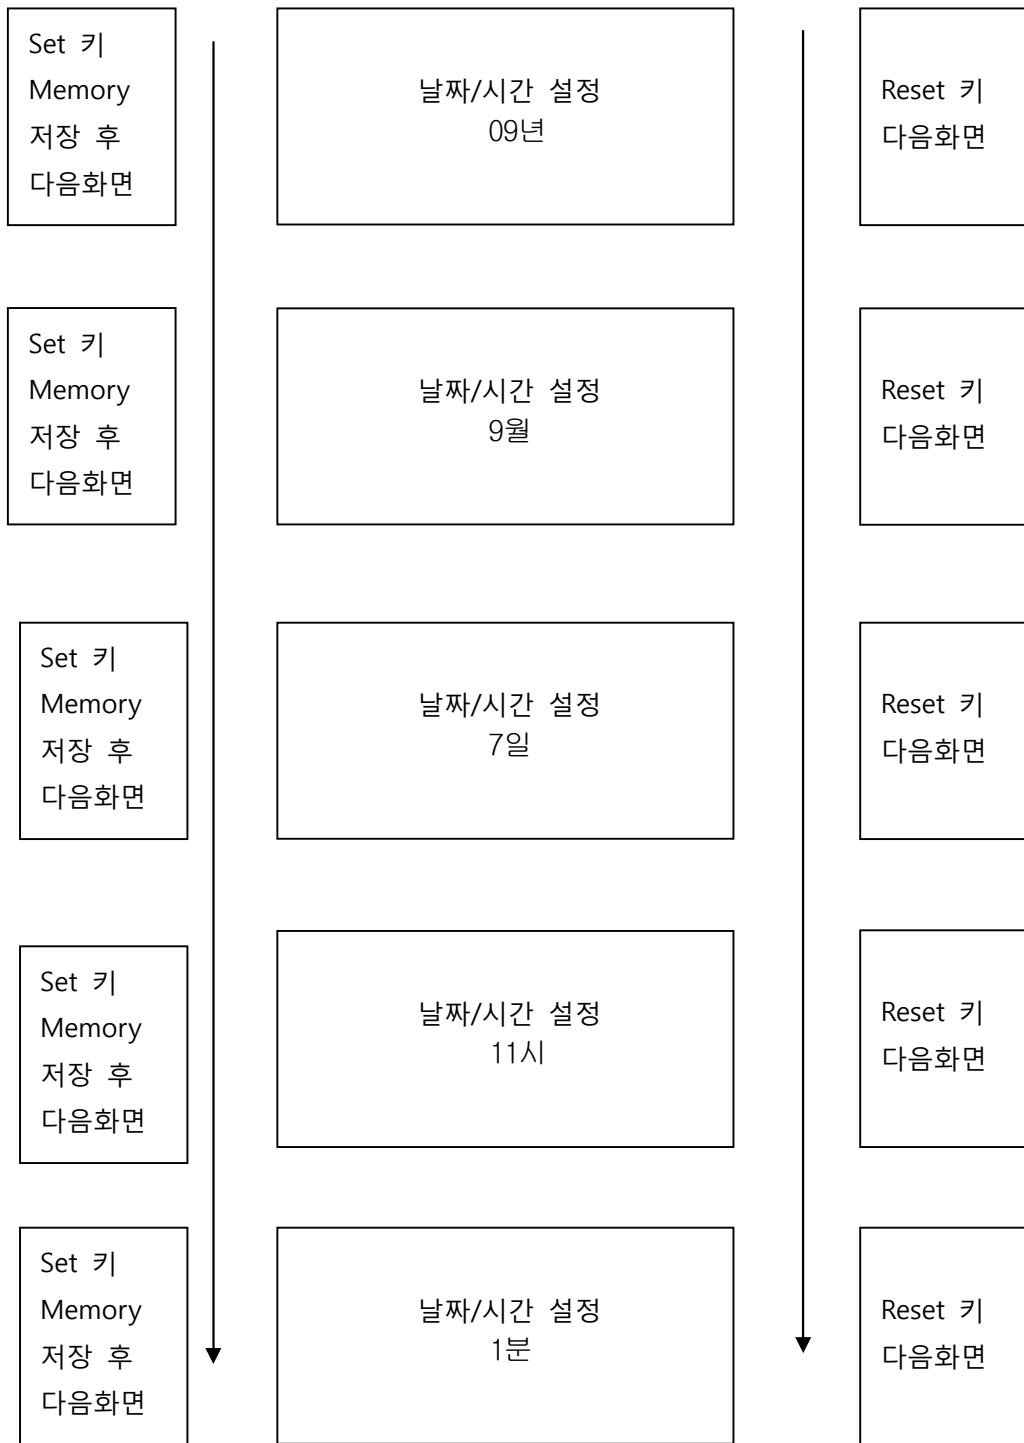 Set 키
Memory
저장 후
다음화면
날짜/시간 설정
09년
Reset 키
다음화면
Set 키
Memory
저장 후
다음화면
날짜/시간 설정
9월
Reset 키
다음화면
Set 키
Memory
저장 후
다음화면
날짜/시간 설정
7일
Reset 키
다음화면
Set 키
Memory
저장 후
다음화면
날짜/시간 설정
11시
Reset 키
다음화면
Set 키
Memory
저장 후
다음화면
날짜/시간 설정
1분
Reset 키
다음화면